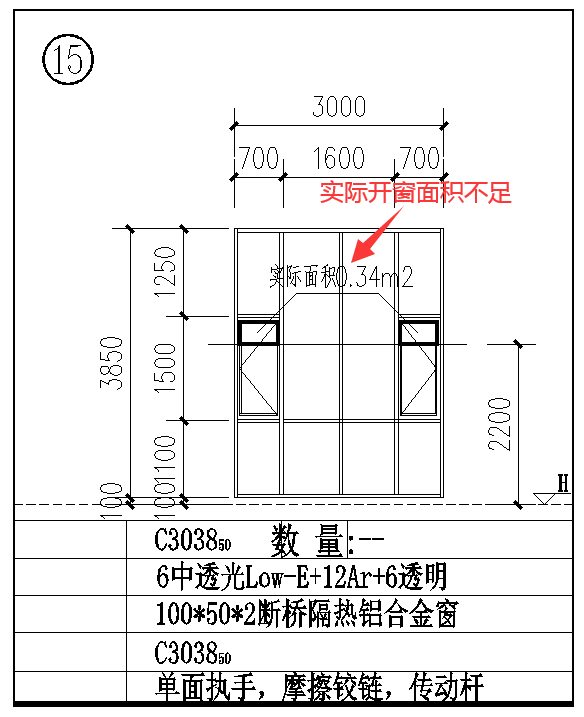 15
3000
700 1600 700
实际开窗面积不足
实际面积0.34m2
1250
3850
1500
2200
1100
100
100
H
C3038₅₀ 数 量:--
6中透光Low-E+12Ar+6透明
100*50*2断桥隔热铝合金窗
C3038₅₀
单面执手，摩擦铰链，传动杆